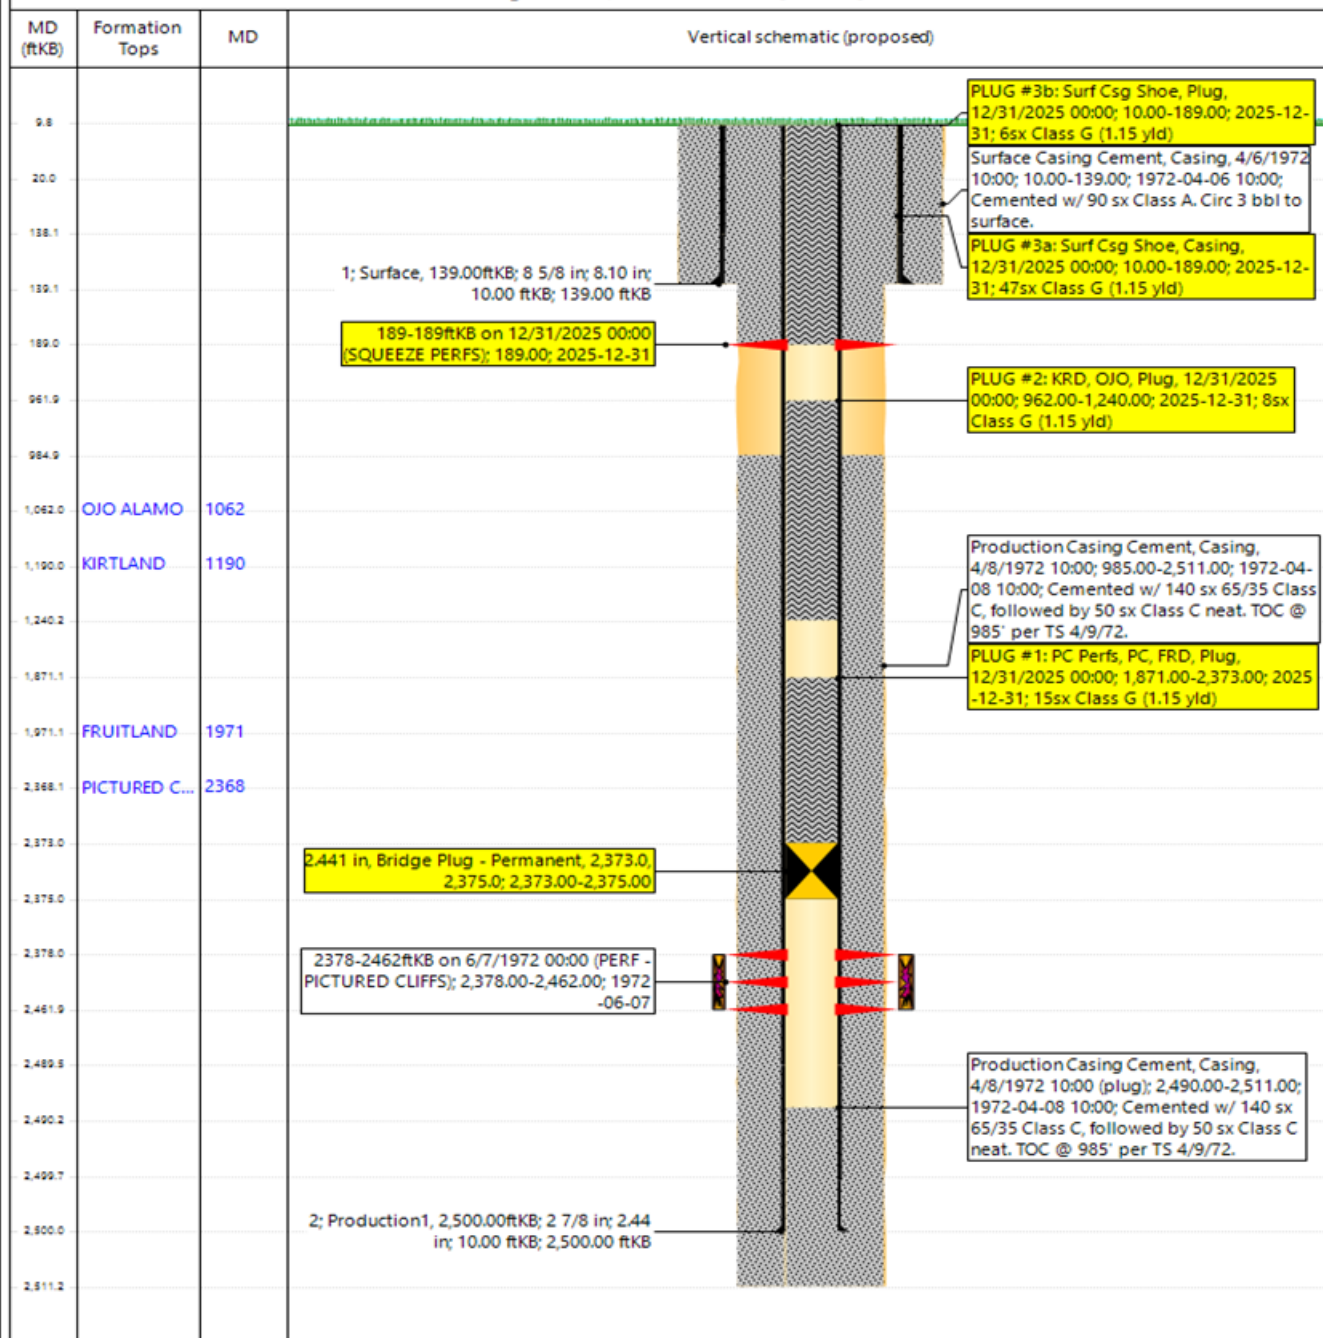 MD
(ftKB)
Formation
Tops
MD
Vertical schematic (proposed)
9.8
20.0
138.1
139.1
189.0
961.9
984.9
1,062.0
1,190.0
1,240.2
1,871.1
1,971.1
2,368.1
2,373.0
2,375.0
2,378.0
2,461.9
2,489.5
2,490.2
2,499.7
2,500.0
2,511.2
OJO ALAMO 1062
KIRTLAND 1190
FRUITLAND 1971
PICTURED C... 2368
1; Surface, 139.00ftKB; 8 5/8 in; 8.10 in;
10.00 ftKB; 139.00 ftKB
189-189ftKB on 12/31/2025 00:00
(SQUEEZE PERFS); 189.00; 2025-12-31
2.441 in, Bridge Plug - Permanent, 2,373.0,
2,375.0; 2,373.00-2,375.00
2378-2462ftKB on 6/7/1972 00:00 (PERF -
PICTURED CLIFFS); 2,378.00-2,462.00; 1972
-06-07
2; Production1, 2,500.00ftKB; 2 7/8 in; 2.44
in; 10.00 ftKB; 2,500.00 ftKB
PLUG #3b: Surf Csg Shoe, Plug,
12/31/2025 00:00; 10.00-189.00; 2025-12-
31; 6sx Class G (1.15 yld)
Surface Casing Cement, Casing, 4/6/1972
10:00; 10.00-139.00; 1972-04-06 10:00;
Cemented w/ 90 sx Class A. Circ 3 bbl to
surface.
PLUG #3a: Surf Csg Shoe, Casing,
12/31/2025 00:00; 10.00-189.00; 2025-12-
31; 47sx Class G (1.15 yld)
PLUG #2: KRD, OJO, Plug, 12/31/2025
00:00; 962.00-1,240.00; 2025-12-31; 8sx
Class G (1.15 yld)
Production Casing Cement, Casing,
4/8/1972 10:00; 985.00-2,511.00; 1972-04-
08 10:00; Cemented w/ 140 sx 65/35 Class
C, followed by 50 sx Class C neat. TOC @
985' per TS 4/9/72.
PLUG #1: PC Perfs, PC, FRD, Plug,
12/31/2025 00:00; 1,871.00-2,373.00; 2025
-12-31; 15sx Class G (1.15 yld)
Production Casing Cement, Casing,
4/8/1972 10:00 (plug); 2,490.00-2,511.00;
1972-04-08 10:00; Cemented w/ 140 sx
65/35 Class C, followed by 50 sx Class C
neat. TOC @ 985' per TS 4/9/72.